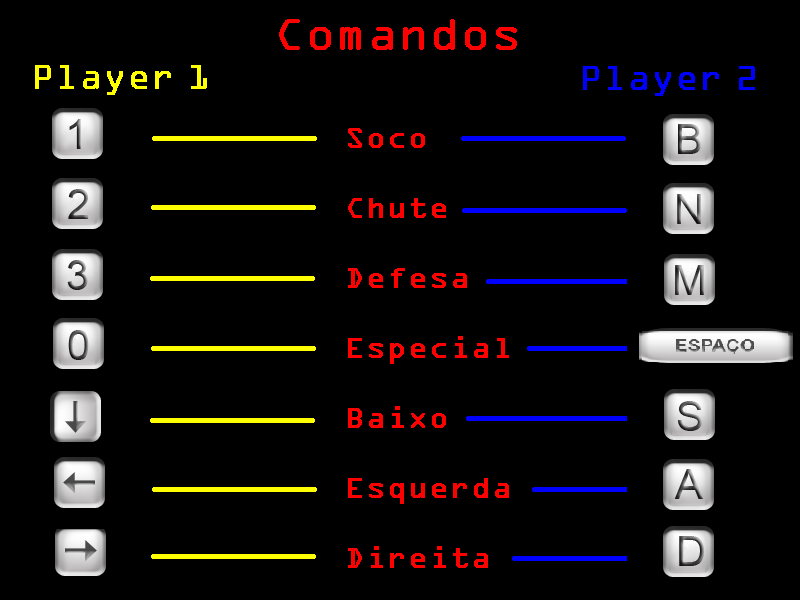 Comandos
Player 1 Player 2
1 Soco B
2 Chute N
3 Defesa M
0 Especial ESPAÇO
↓ Baixo S
← Esquerda A
→ Direita D